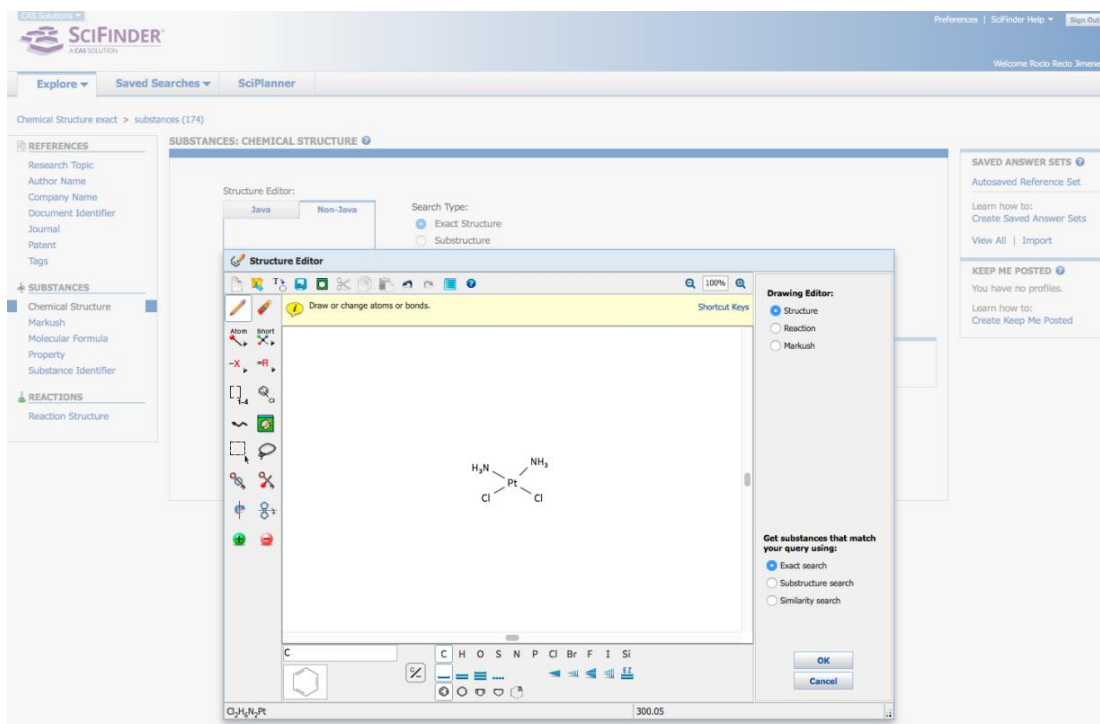 CAS Solutions
Preferences | SciFinder Help
Sign Out
SCIFINDER®
A CAS SOLUTION
Welcome Rocio Recio Jimene
Explore
Saved Searches
SciPlanner
Chemical Structure exact > substances (174)
REFERENCES
Research Topic
Author Name
Company Name
Document Identifier
Journal
Patent
Tags
SUBSTANCES
Chemical Structure
Markush
Molecular Formula
Property
Substance Identifier
REACTIONS
Reaction Structure
SUBSTANCES: CHEMICAL STRUCTURE
Structure Editor:
Java
Non-Java
Search Type:
Exact Structure
Substructure
SAVED ANSWER SETS
Autosaved Reference Set
Learn how to:
Create Saved Answer Sets
View All | Import
KEEP ME POSTED
You have no profiles.
Learn how to:
Create Keep Me Posted
Structure Editor
100%
Draw or change atoms or bonds.
Shortcut Keys
Atom Short
-X =R
1-4 Cl
H₃N NH₃
Pt
Cl Cl
Drawing Editor:
Structure
Reaction
Markush
Get substances that match
your query using:
Exact search
Substructure search
Similarity search
OK
Cancel
C
C H O S N P Cl Br F I Si
EZ
Cl₂H₆N₂Pt
300.05